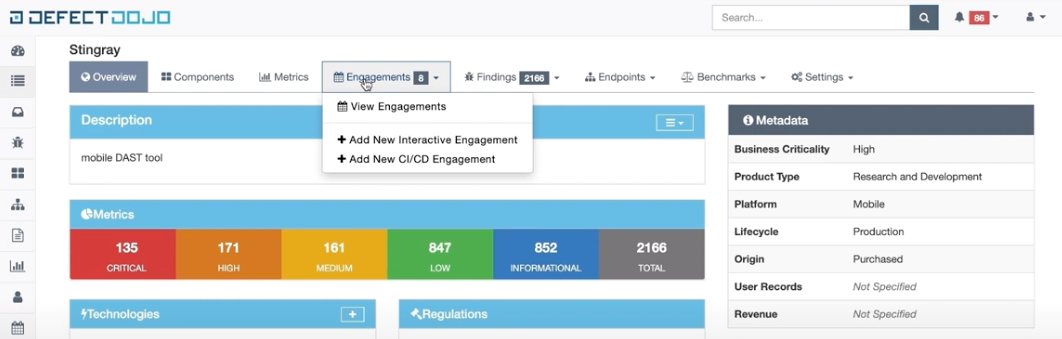 DEFECTDOJO
Search...
86
Stingray
Overview
Components
Metrics
Engagements 8
Findings 2166
Endpoints
Benchmarks
Settings
View Engagements
Add New Interactive Engagement
Add New CI/CD Engagement
Description
mobile DAST tool
Metrics
135
CRITICAL
171
HIGH
161
MEDIUM
847
LOW
852
INFORMATIONAL
2166
TOTAL
Technologies
Regulations
Metadata
Business Criticality High
Product Type Research and Development
Platform Mobile
Lifecycle Production
Origin Purchased
User Records Not Specified
Revenue Not Specified